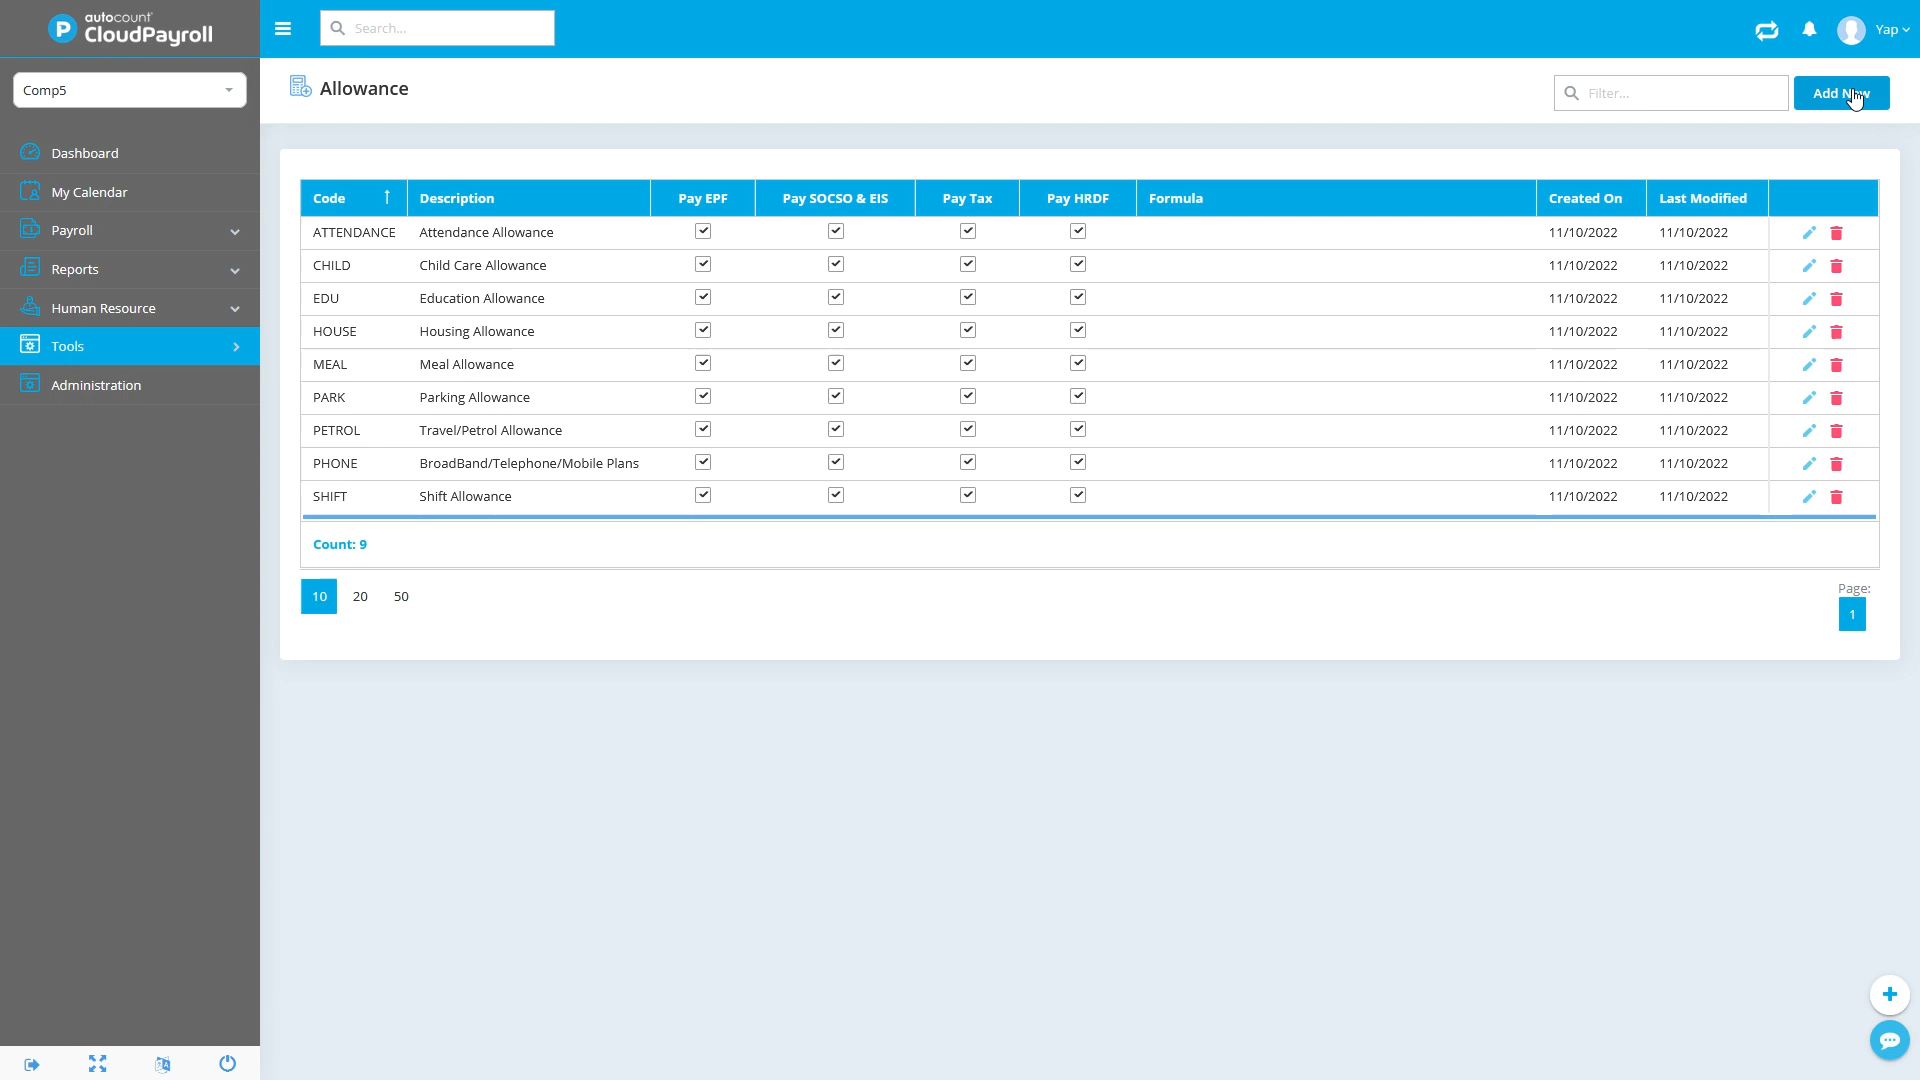 autocount
CloudPayroll
Search...
Yap
Comp5
Allowance
Filter...
Add New
Dashboard
My Calendar
Payroll
Reports
Human Resource
Tools
Administration
Code Description Pay EPF Pay SOCSO & EIS Pay Tax Pay HRDF Formula Created On Last Modified
ATTENDANCE Attendance Allowance 11/10/2022 11/10/2022
CHILD Child Care Allowance 11/10/2022 11/10/2022
EDU Education Allowance 11/10/2022 11/10/2022
HOUSE Housing Allowance 11/10/2022 11/10/2022
MEAL Meal Allowance 11/10/2022 11/10/2022
PARK Parking Allowance 11/10/2022 11/10/2022
PETROL Travel/Petrol Allowance 11/10/2022 11/10/2022
PHONE BroadBand/Telephone/Mobile Plans 11/10/2022 11/10/2022
SHIFT Shift Allowance 11/10/2022 11/10/2022
Count: 9
10 20 50
Page:
1